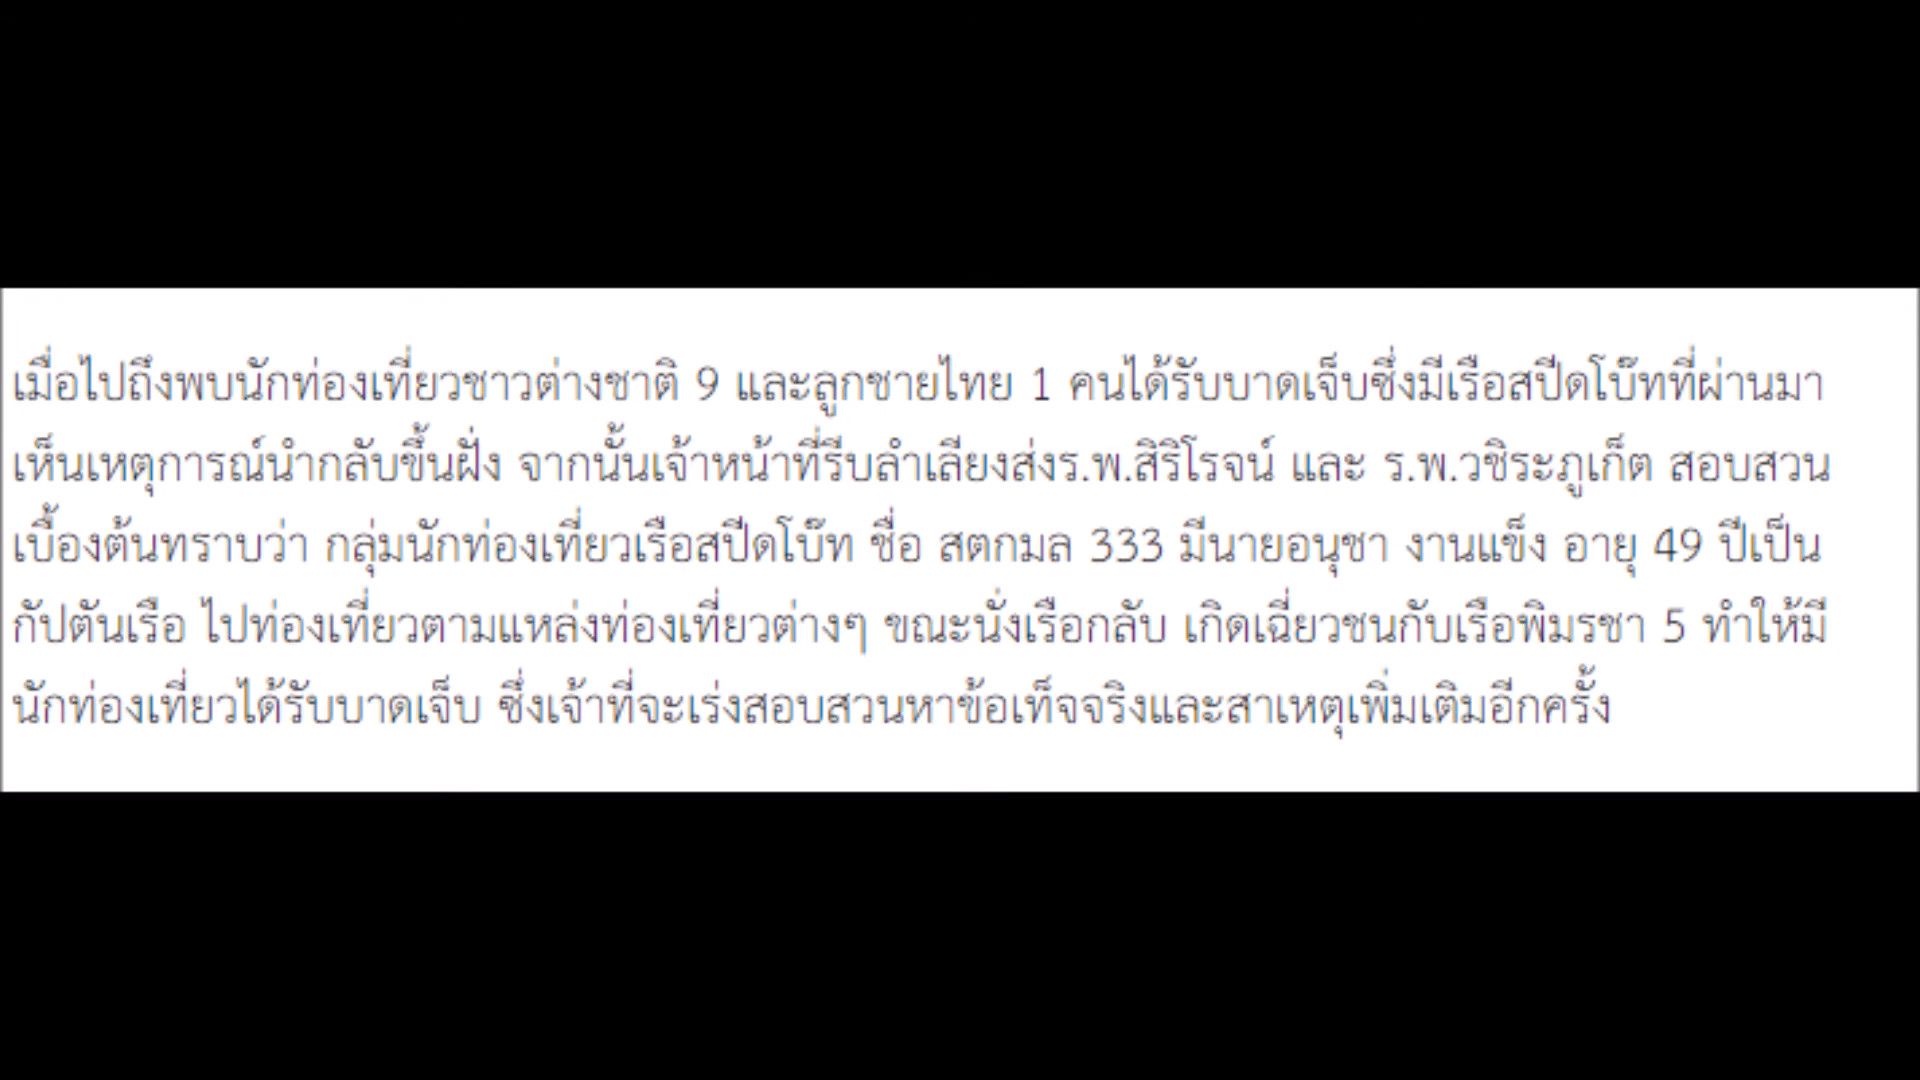 เมื่อไปถึงพบนักท่องเที่ยวชาวต่างชาติ 9 และลูกชายไทย 1 คนได้รับบาดเจ็บซึ่งมีเรือสปีดโบ๊ทที่ผ่านมา
เห็นเหตุการณ์นำกลับขึ้นฝั่ง จากนั้นเจ้าหน้าที่รีบลำเลียงส่งร.พ.สิริโรจน์ และ ร.พ.วชิระภูเก็ต สอบสวน
เบื้องต้นทราบว่า กลุ่มนักท่องเที่ยวเรือสปีดโบ๊ท ชื่อ สตกมล 333 มีนายอนุชา งานแข็ง อายุ 49 ปีเป็น
กัปตันเรือ ไปท่องเที่ยวตามแหล่งท่องเที่ยวต่างๆ ขณะนั่งเรือกลับ เกิดเฉี่ยวชนกับเรือพิมรชา 5 ทำให้มี
นักท่องเที่ยวได้รับบาดเจ็บ ซึ่งเจ้าที่จะเร่งสอบสวนหาข้อเท็จจริงและสาเหตุเพิ่มเติมอีกครั้ง